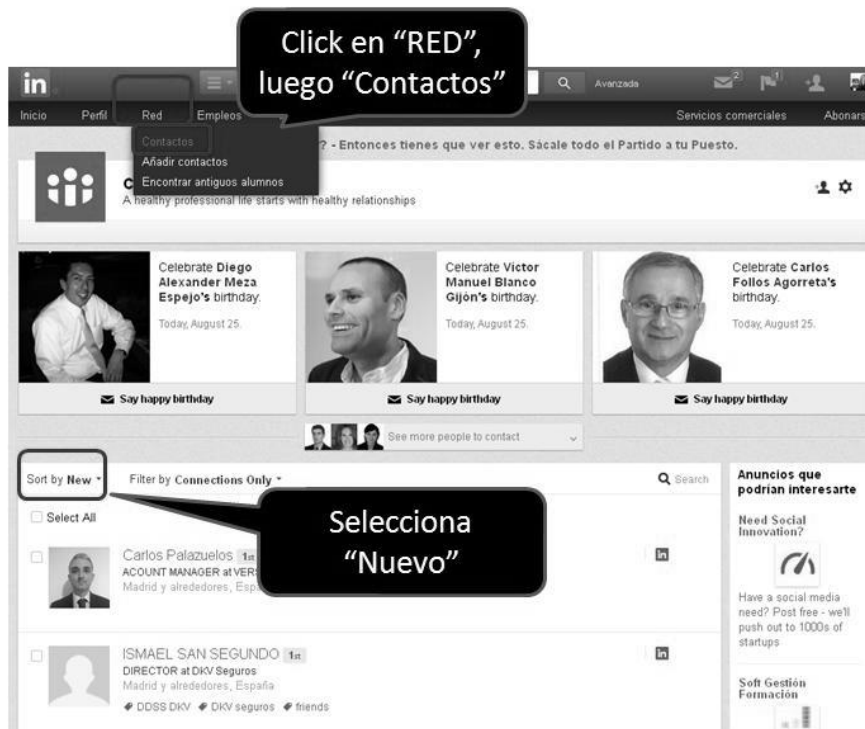 Click en “RED”,
luego “Contactos”
in
Avanzada
2
1
Inicio Perfil Red Empleos
Servicios comerciales
Contactos
Añadir contactos
Encontrar antiguos alumnos
? - Entonces tienes que ver esto. Sácale todo el Partido a tu Puesto.
C
A healthy professional life starts with healthy relationships
Celebrate Diego
Alexander Meza
Espejo's birthday.
Today, August 25.
Say happy birthday
Celebrate Victor
Manuel Blanco
Gijón's birthday.
Today, August 25.
Say happy birthday
Celebrate Carlos
Follos Agorreta's
birthday.
Today, August 25.
Say happy birthday
See more people to contact
Sort by New Filter by Connections Only
Search
Selecciona
“Nuevo”
Select All
Carlos Palazuelos 1st
ACOUNT MANAGER at VERS
Madrid y alrededores, Espa
in
ISMAEL SAN SEGUNDO 1st
DIRECTOR at DKV Seguros
Madrid y alrededores, España
DDSS DKV DKV seguros friends
in
Anuncios que
podrían interesarte
Need Social
Innovation?
Have a social media
need? Post free - we'll
push out to 1000s of
startups
Soft Gestión
Formación